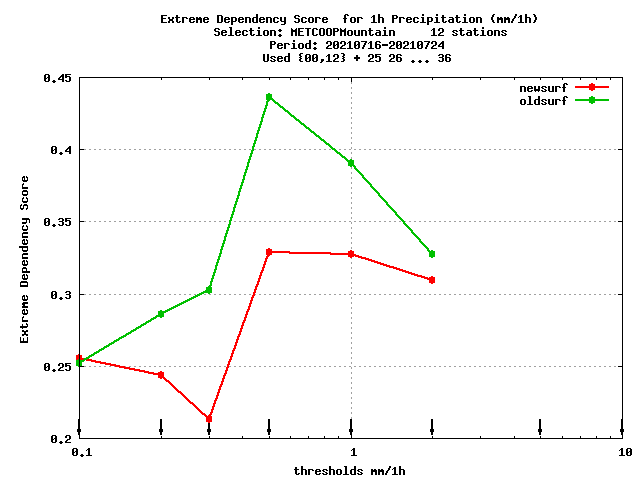 Extreme Dependency Score  for 1h Precipitation (mm/1h)
Selection: METCOOPMountain     12 stations
Period: 20210716-20210724
Used {00,12} + 25 26 ... 36
newsurf
oldsurf
0.45
0.4
0.35
0.3
0.25
0.2
Extreme Dependency Score
0.1
1
10
thresholds mm/1h